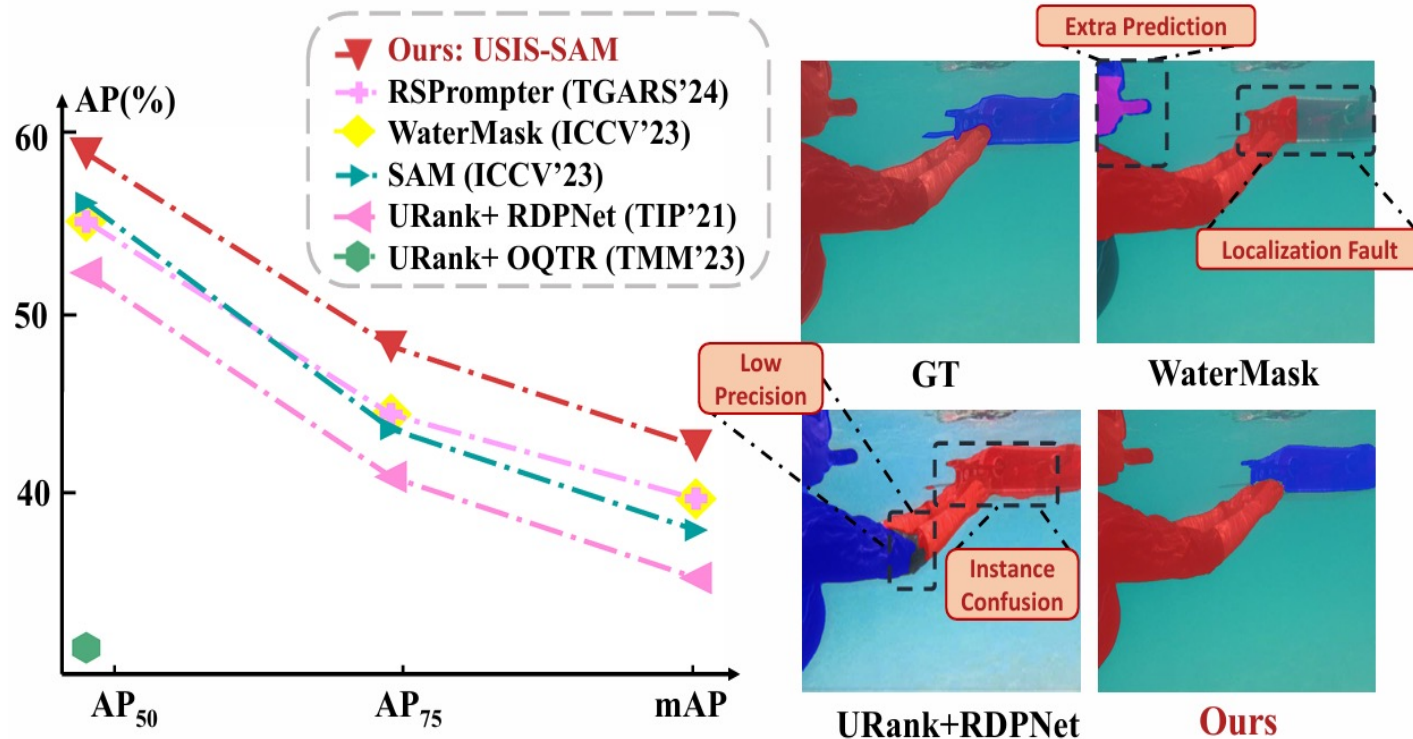 AP(%)
60
50
40
AP50
AP75
mAP
Ours: USIS-SAM
RSPrompter (TGARS'24)
WaterMask (ICCV'23)
SAM (ICCV'23)
URank+ RDPNet (TIP'21)
URank+ OQTR (TMM'23)
Extra Prediction
Localization Fault
GT
WaterMask
Low
Precision
Instance
Confusion
URank+RDPNet
Ours